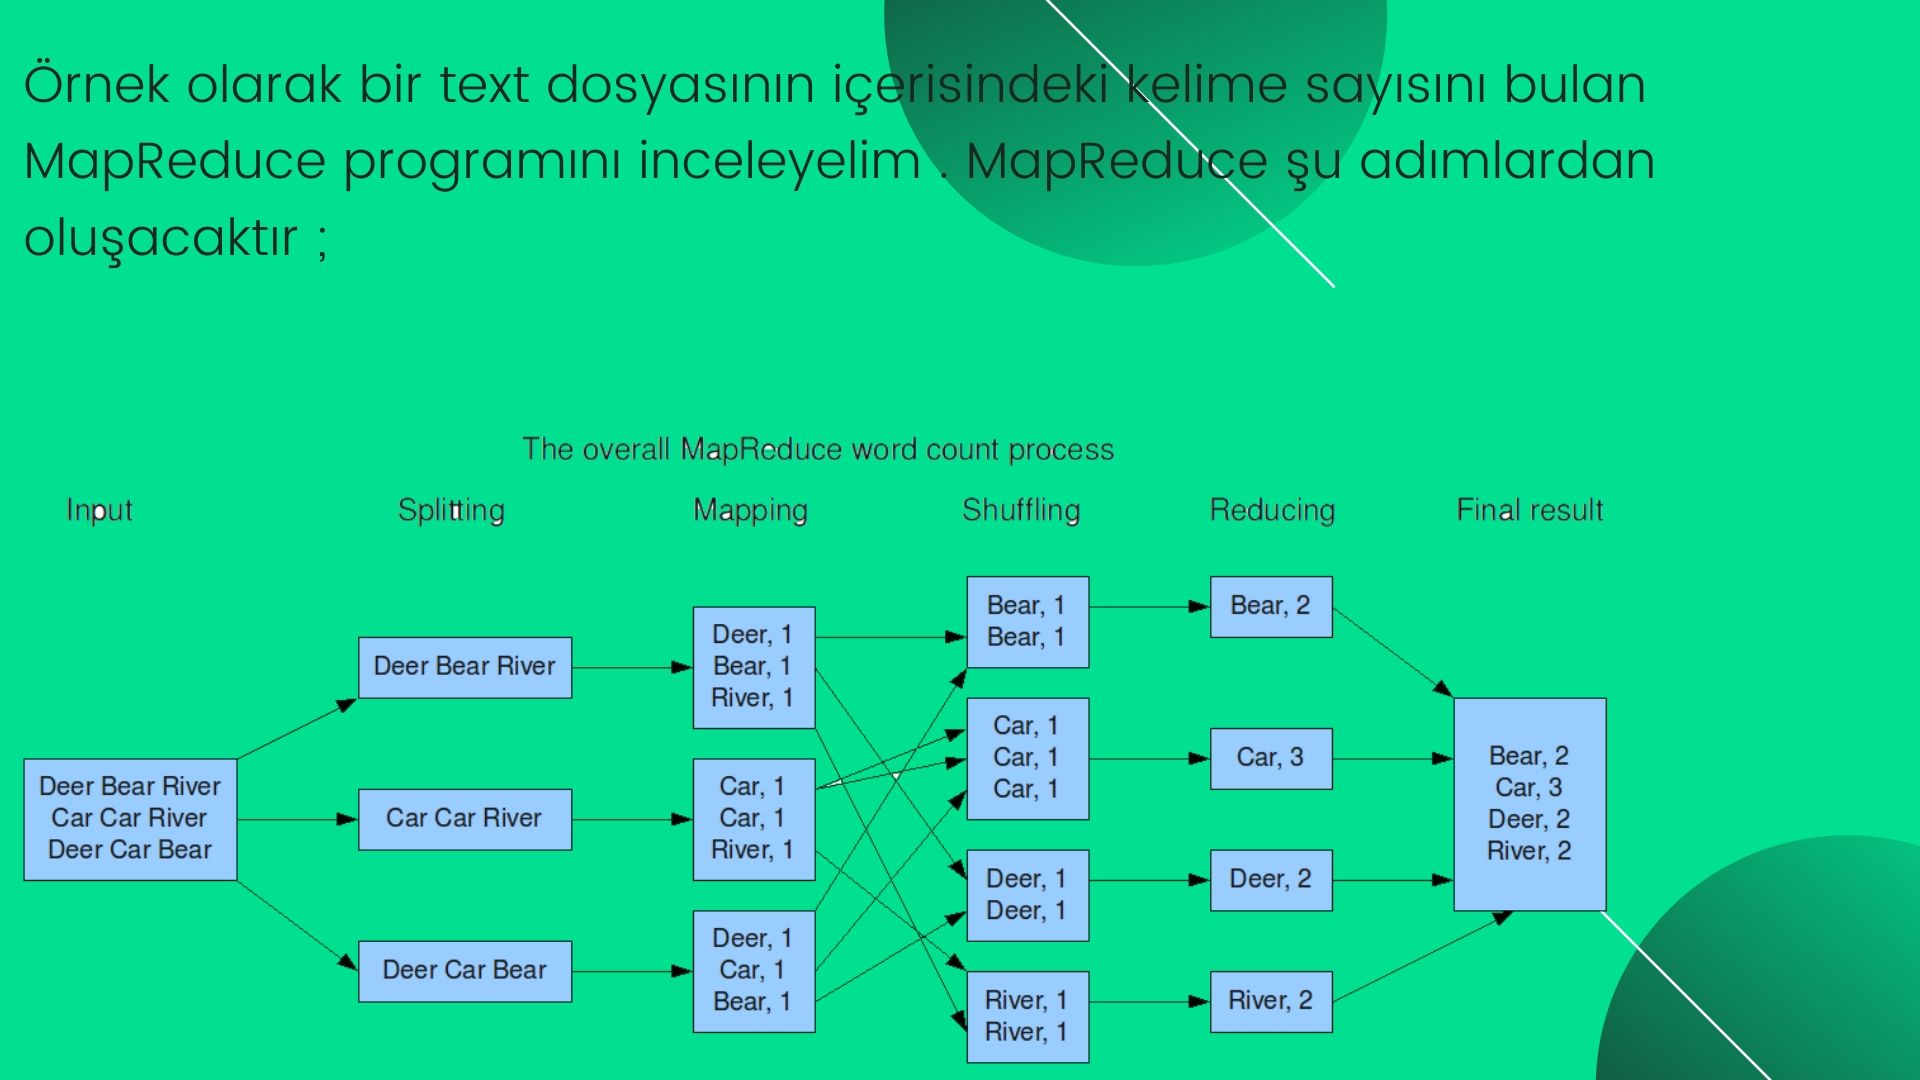 Örnek olarak bir text dosyasının içerisindeki kelime sayısını bulan
MapReduce programını inceleyelim . MapReduce şu adımlardan
oluşacaktır ;
The overall MapReduce word count process
Input
Splitting
Mapping
Shuffling
Reducing
Final result
Deer Bear River
Car Car River
Deer Car Bear
Deer Bear River
Car Car River
Deer Car Bear
Deer, 1
Bear, 1
River, 1
Car, 1
Car, 1
River, 1
Deer, 1
Car, 1
Bear, 1
Bear, 1
Bear, 1
Car, 1
Car, 1
Car, 1
Deer, 1
Deer, 1
River, 1
River, 1
Bear, 2
Car, 3
Deer, 2
River, 2
Bear, 2
Car, 3
Deer, 2
River, 2